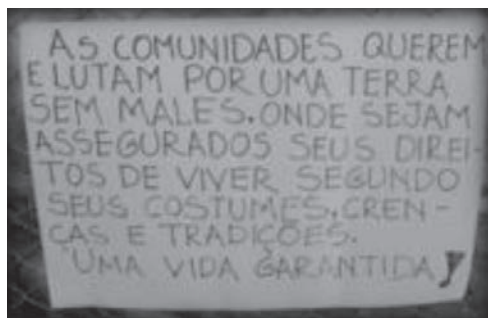 AS COMUNIDADES QUEREM
E LUTAM POR UMA TERRA
SEM MALES. ONDE SEJAM
ASSEGURADOS SEUS DIREI-
TOS DE VIVER SEGUNDO
SEUS COSTUMES, CREN-
ÇAS E TRADIÇÕES.
"UMA VIDA GARANTIDA"